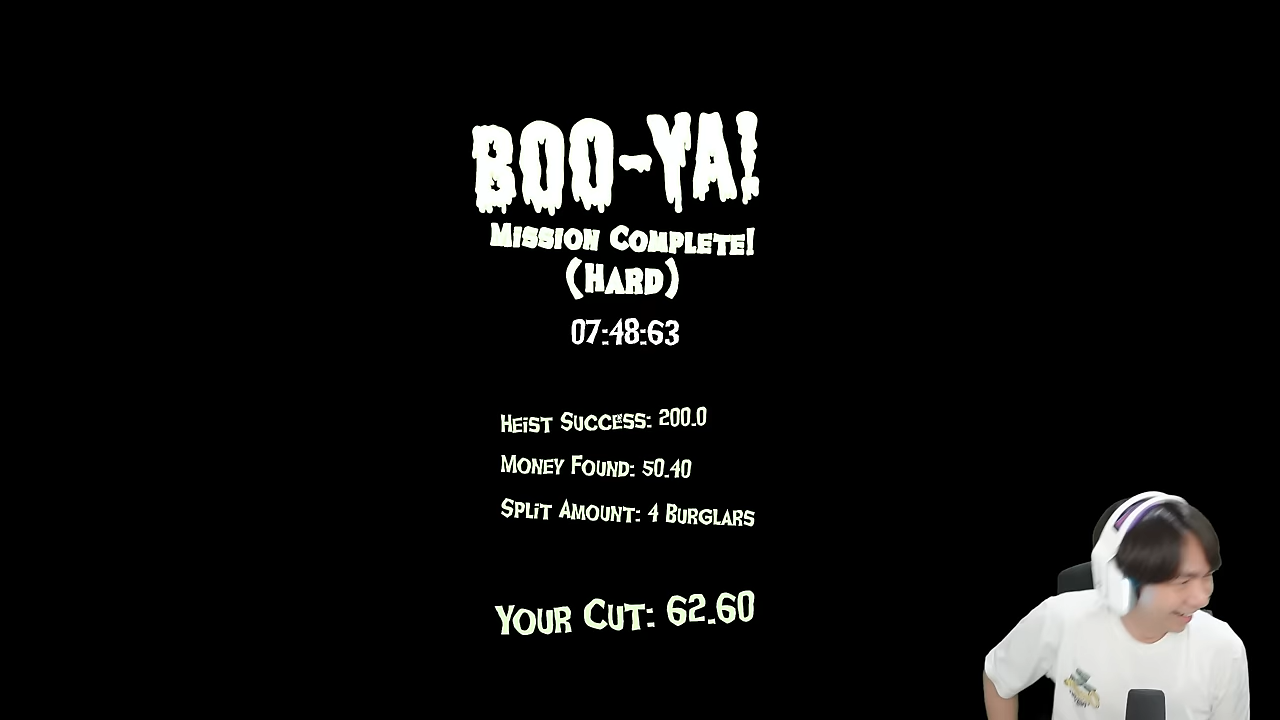 BOO-YA!
Mission Complete!
(Hard)
07:48:63
Heist Success: 200.0
Money Found: 50.40
Split Amount: 4 Burglars
Your Cut: 62.60